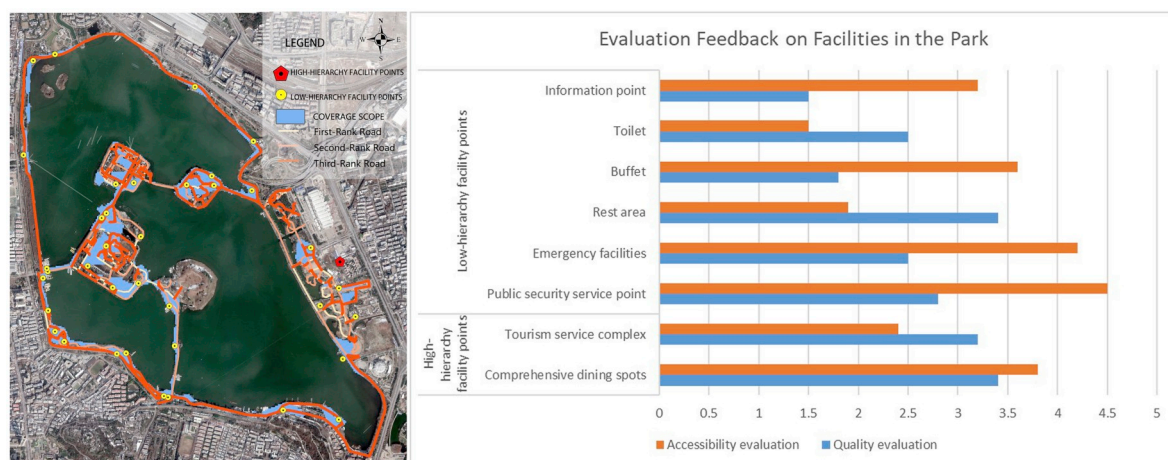 N
W
E
S
LEGEND
HIGH-HIERARCHY FACILITY POINTS
LOW-HIERARCHY FACILITY POINTS
COVERAGE SCOPE
First-Rank Road
Second-Rank Road
Third-Rank Road
Evaluation Feedback on Facilities in the Park
Low-hierarchy facility points
Information point
Toilet
Buffet
Rest area
Emergency facilities
Public security service point
High-
hierarchy
facility points
Tourism service complex
Comprehensive dining spots
0 0.5 1 1.5 2 2.5 3 3.5 4 4.5 5
Accessibility evaluation Quality evaluation